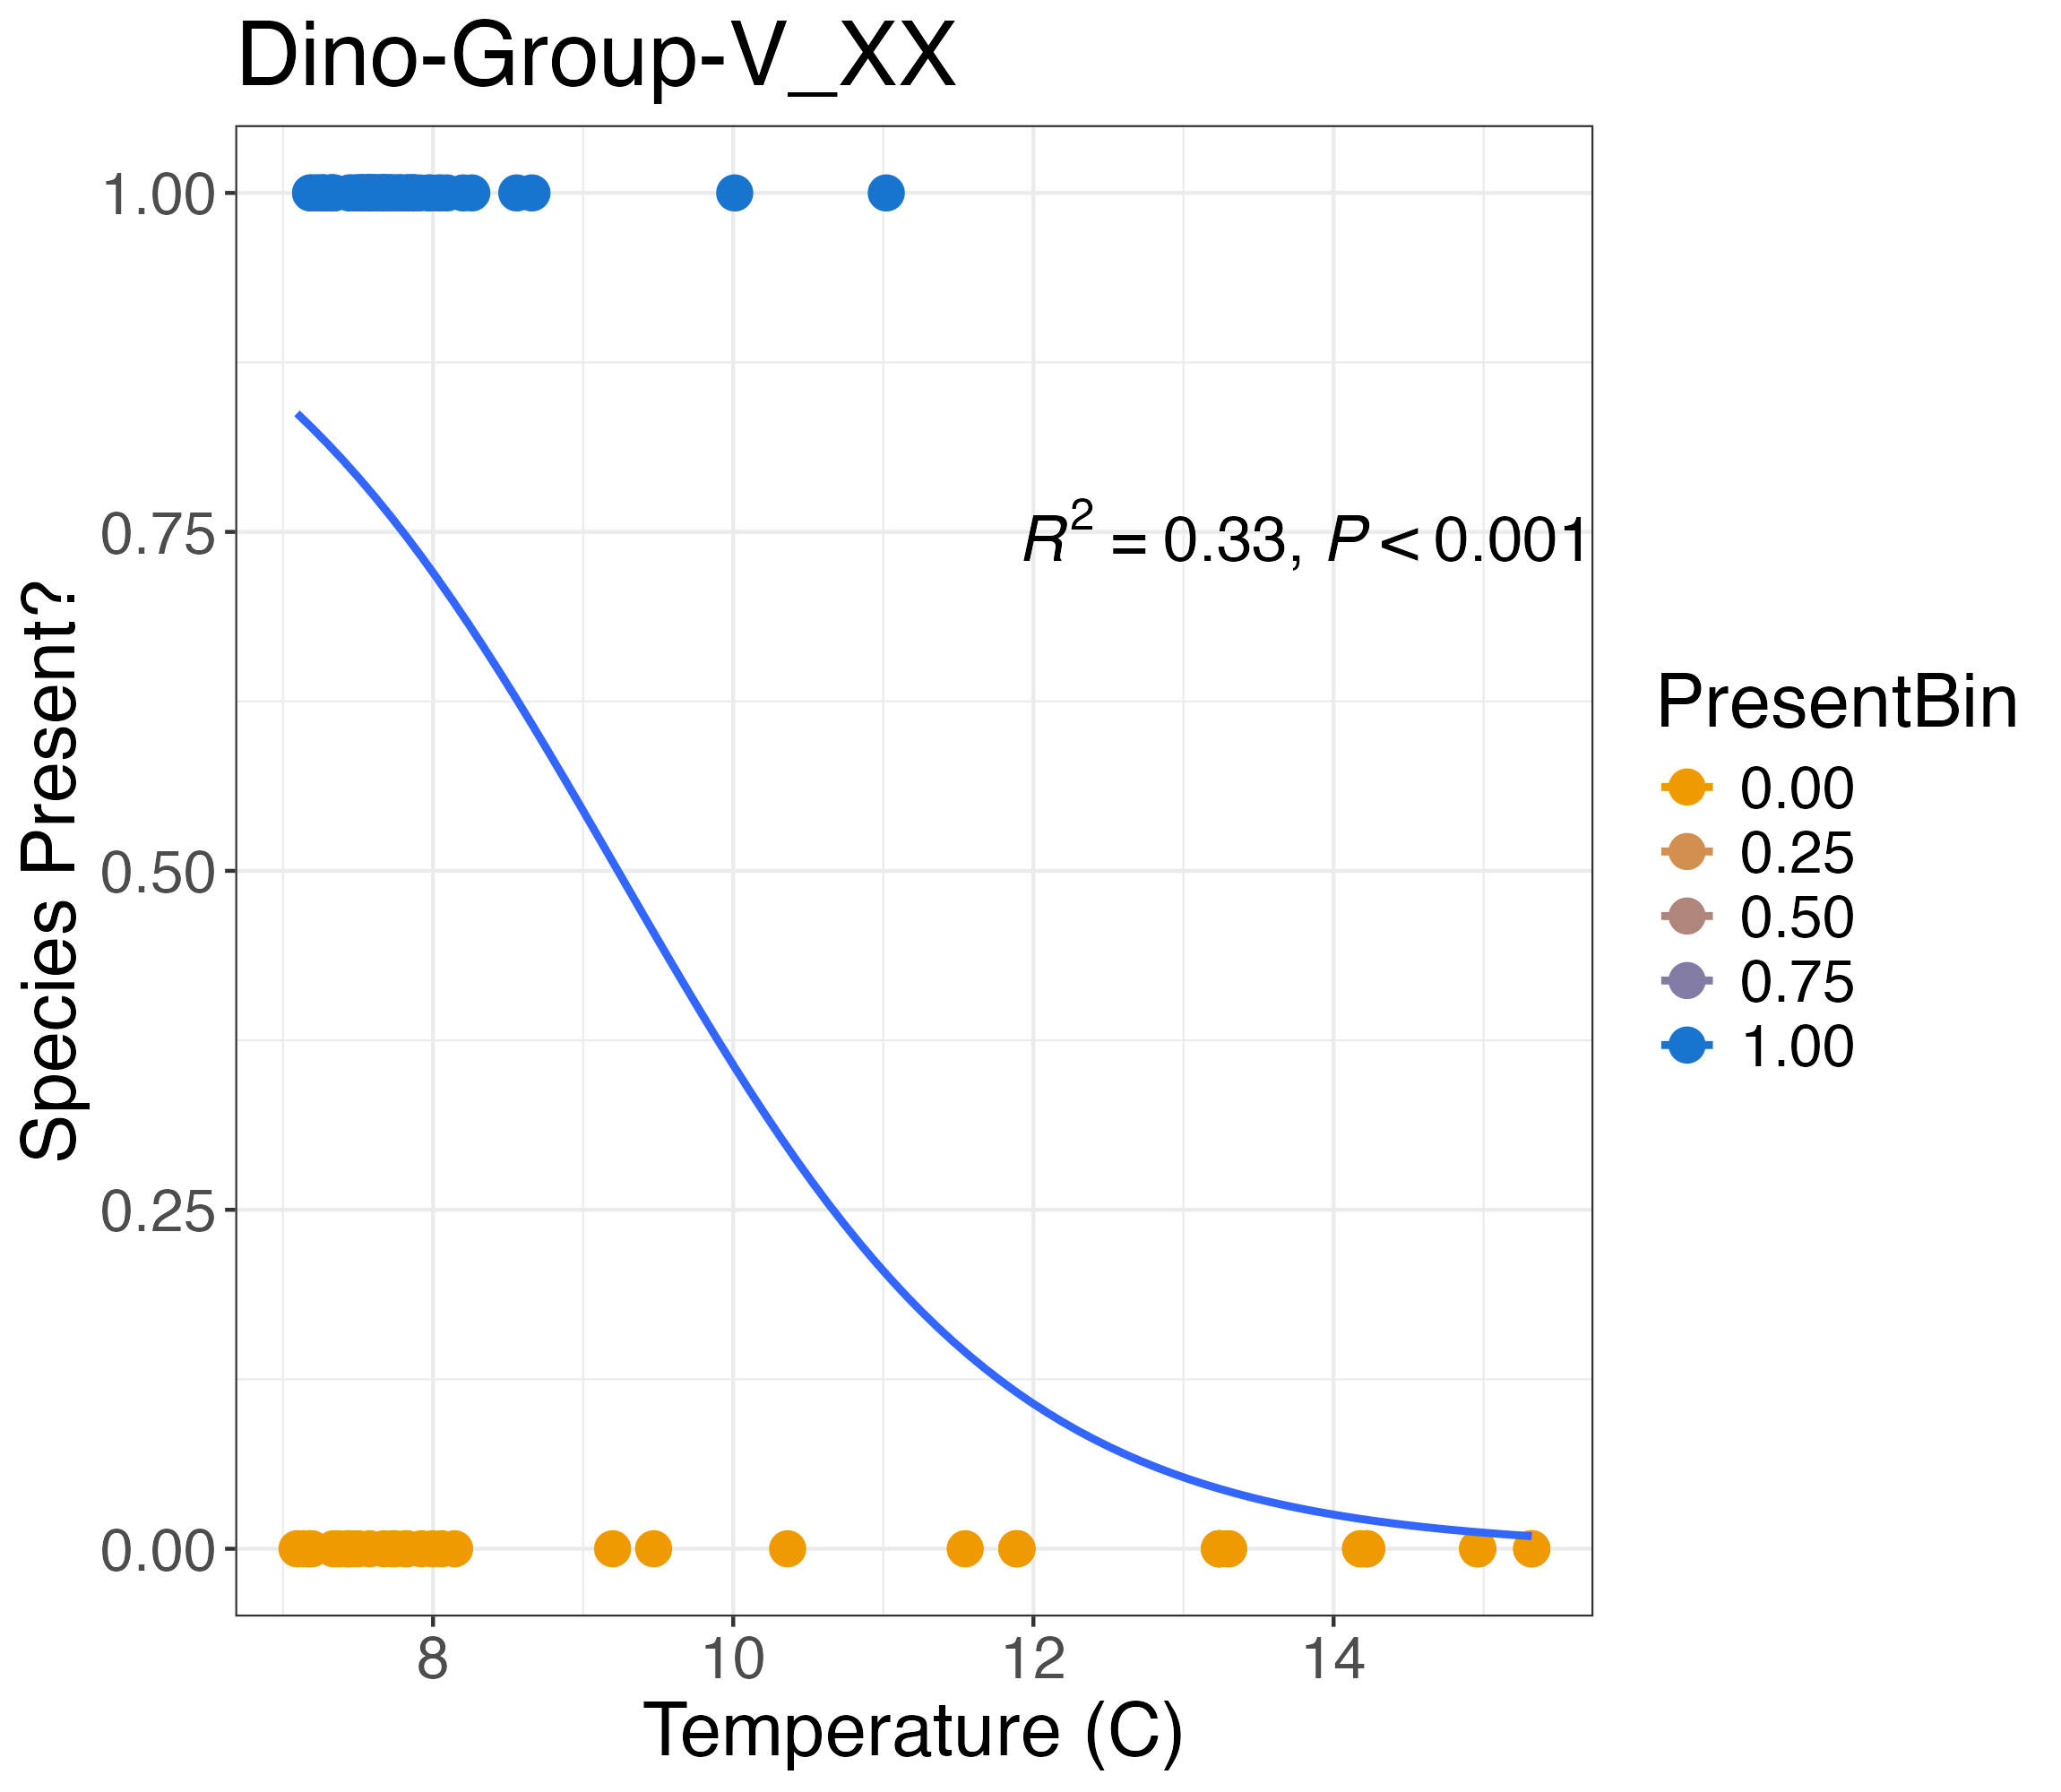 Dino-Group-V_XX
1.00
0.75
0.50
0.25
0.00
Species Present?
R² = 0.33, P < 0.001
8 10 12 14
Temperature (C)
PresentBin
0.00
0.25
0.50
0.75
1.00